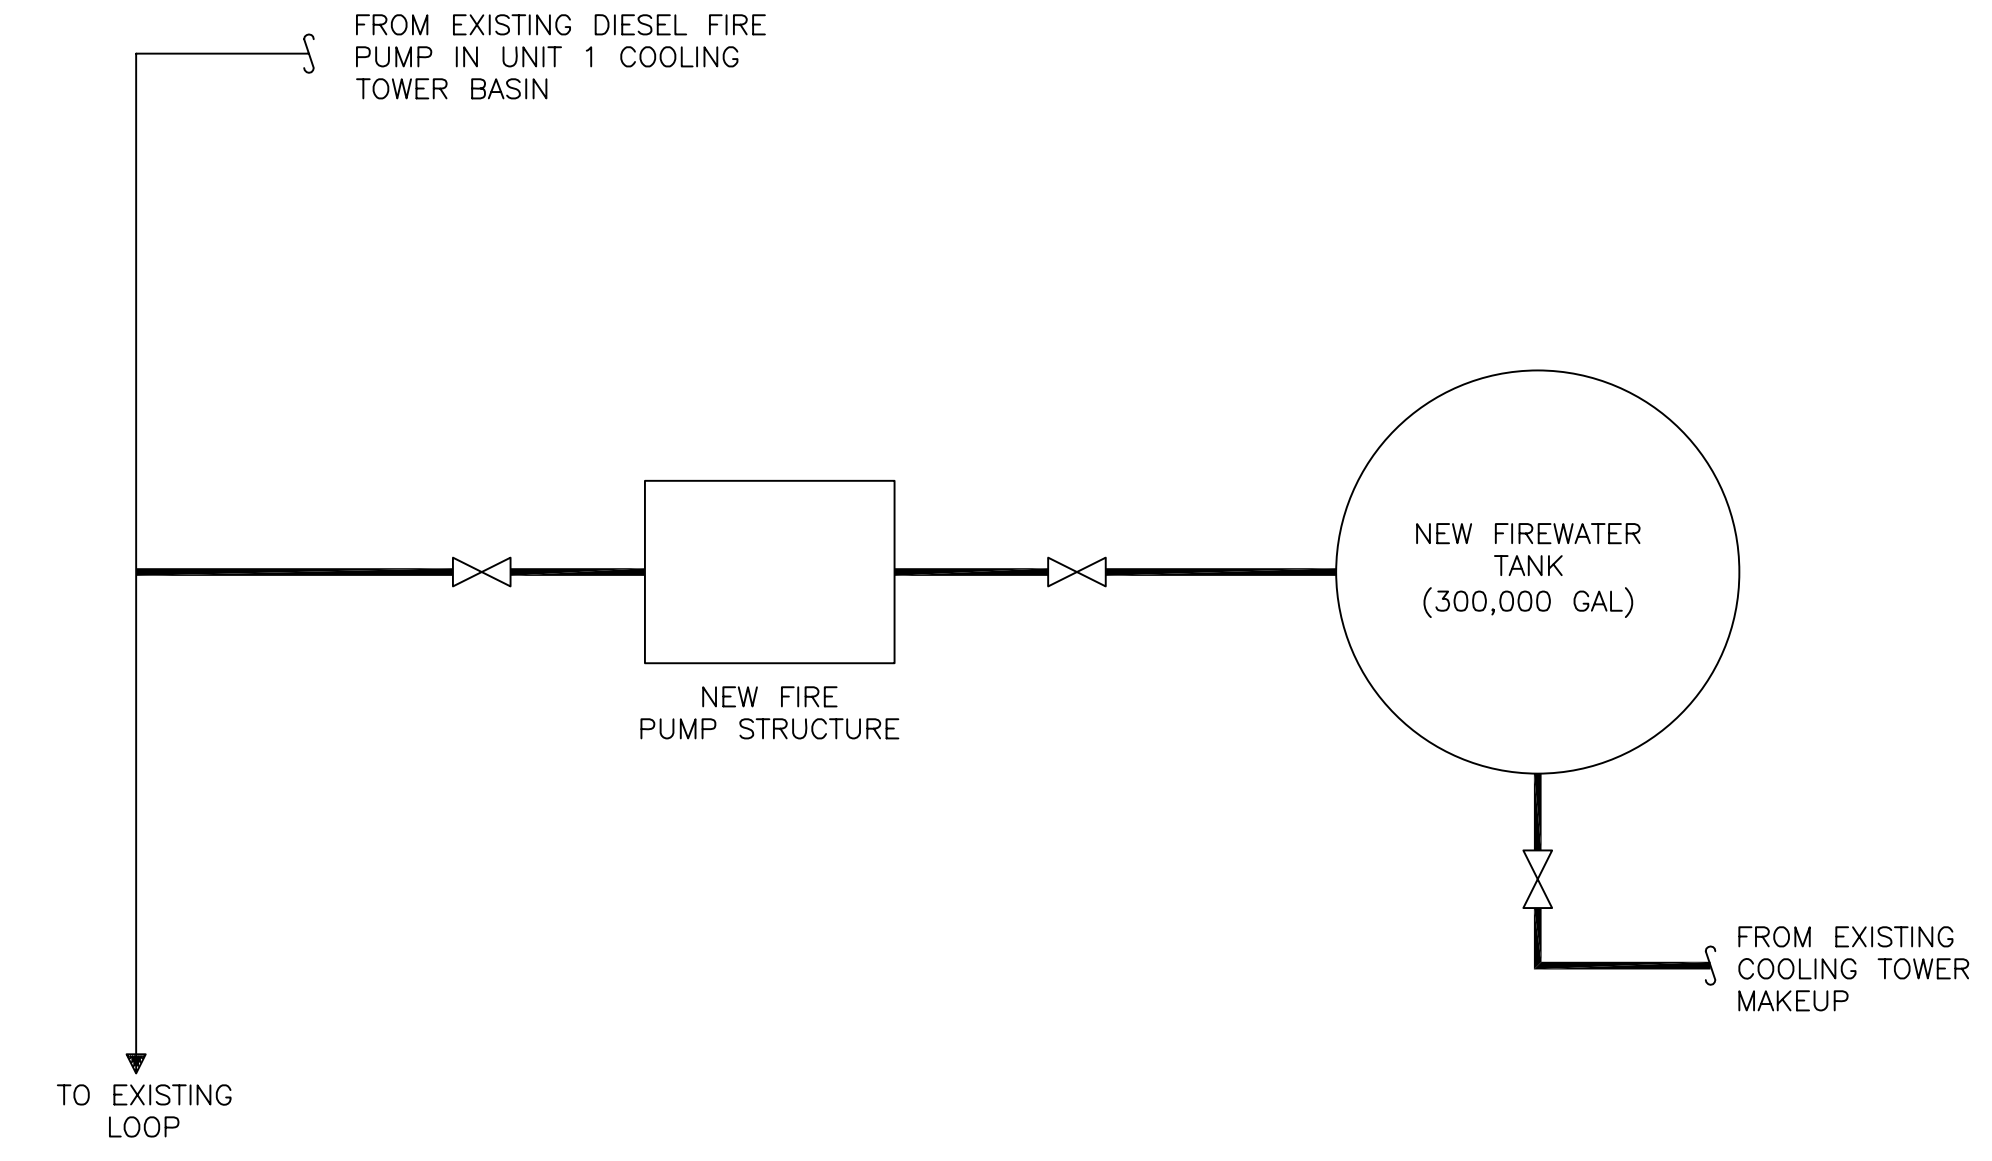 FROM EXISTING DIESEL FIRE
PUMP IN UNIT 1 COOLING
TOWER BASIN
NEW FIREWATER
TANK
(300,000 GAL)
NEW FIRE
PUMP STRUCTURE
FROM EXISTING
COOLING TOWER
MAKEUP
TO EXISTING
LOOP